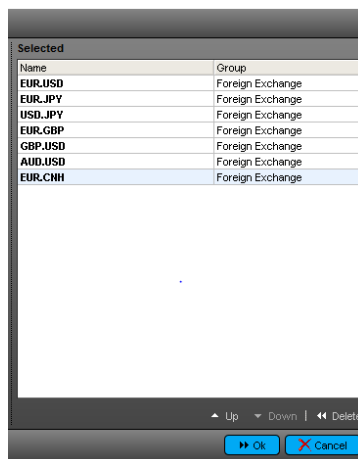 Selected
Name Group
EUR.USD Foreign Exchange
EUR.JPY Foreign Exchange
USD.JPY Foreign Exchange
EUR.GBP Foreign Exchange
GBP.USD Foreign Exchange
AUD.USD Foreign Exchange
EUR.CNH Foreign Exchange
Up Down | Delete
Ok Cancel